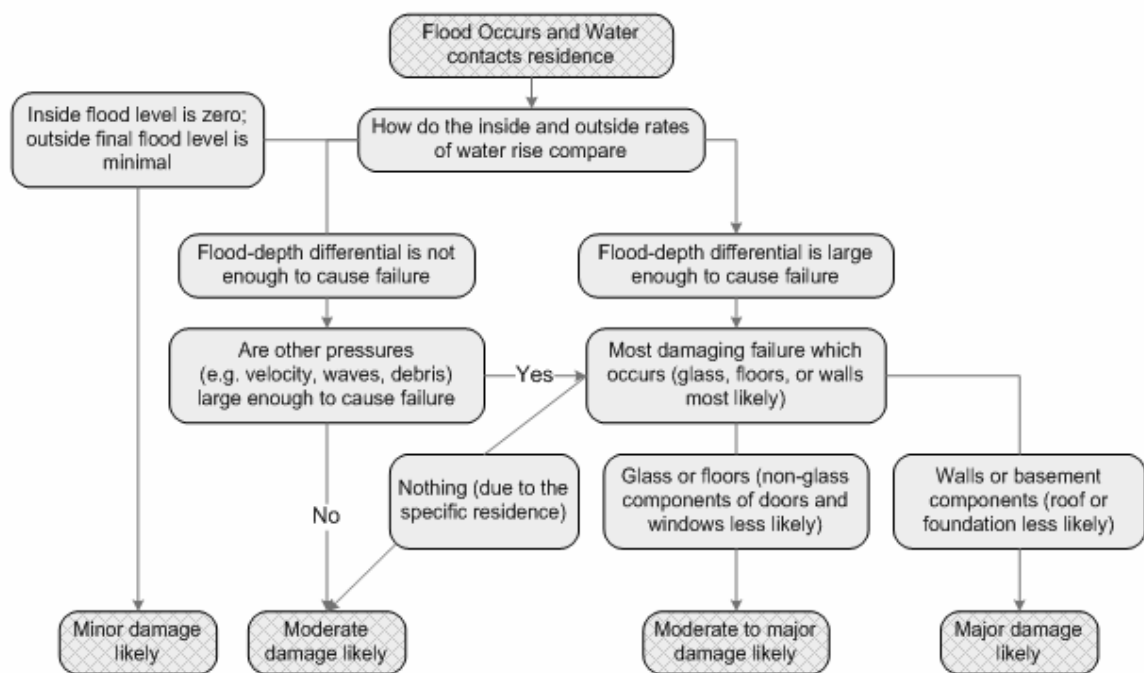 Flood Occurs and Water
contacts residence
Inside flood level is zero;
outside final flood level is
minimal
How do the inside and outside rates
of water rise compare
Flood-depth differential is not
enough to cause failure
Flood-depth differential is large
enough to cause failure
Are other pressures
(e.g. velocity, waves, debris)
large enough to cause failure
Yes
Most damaging failure which
occurs (glass, floors, or walls
most likely)
No
Nothing (due to the
specific residence)
Glass or floors (non-glass
components of doors and
windows less likely)
Walls or basement
components (roof or
foundation less likely)
Minor damage
likely
Moderate
damage likely
Moderate to major
damage likely
Major damage
likely